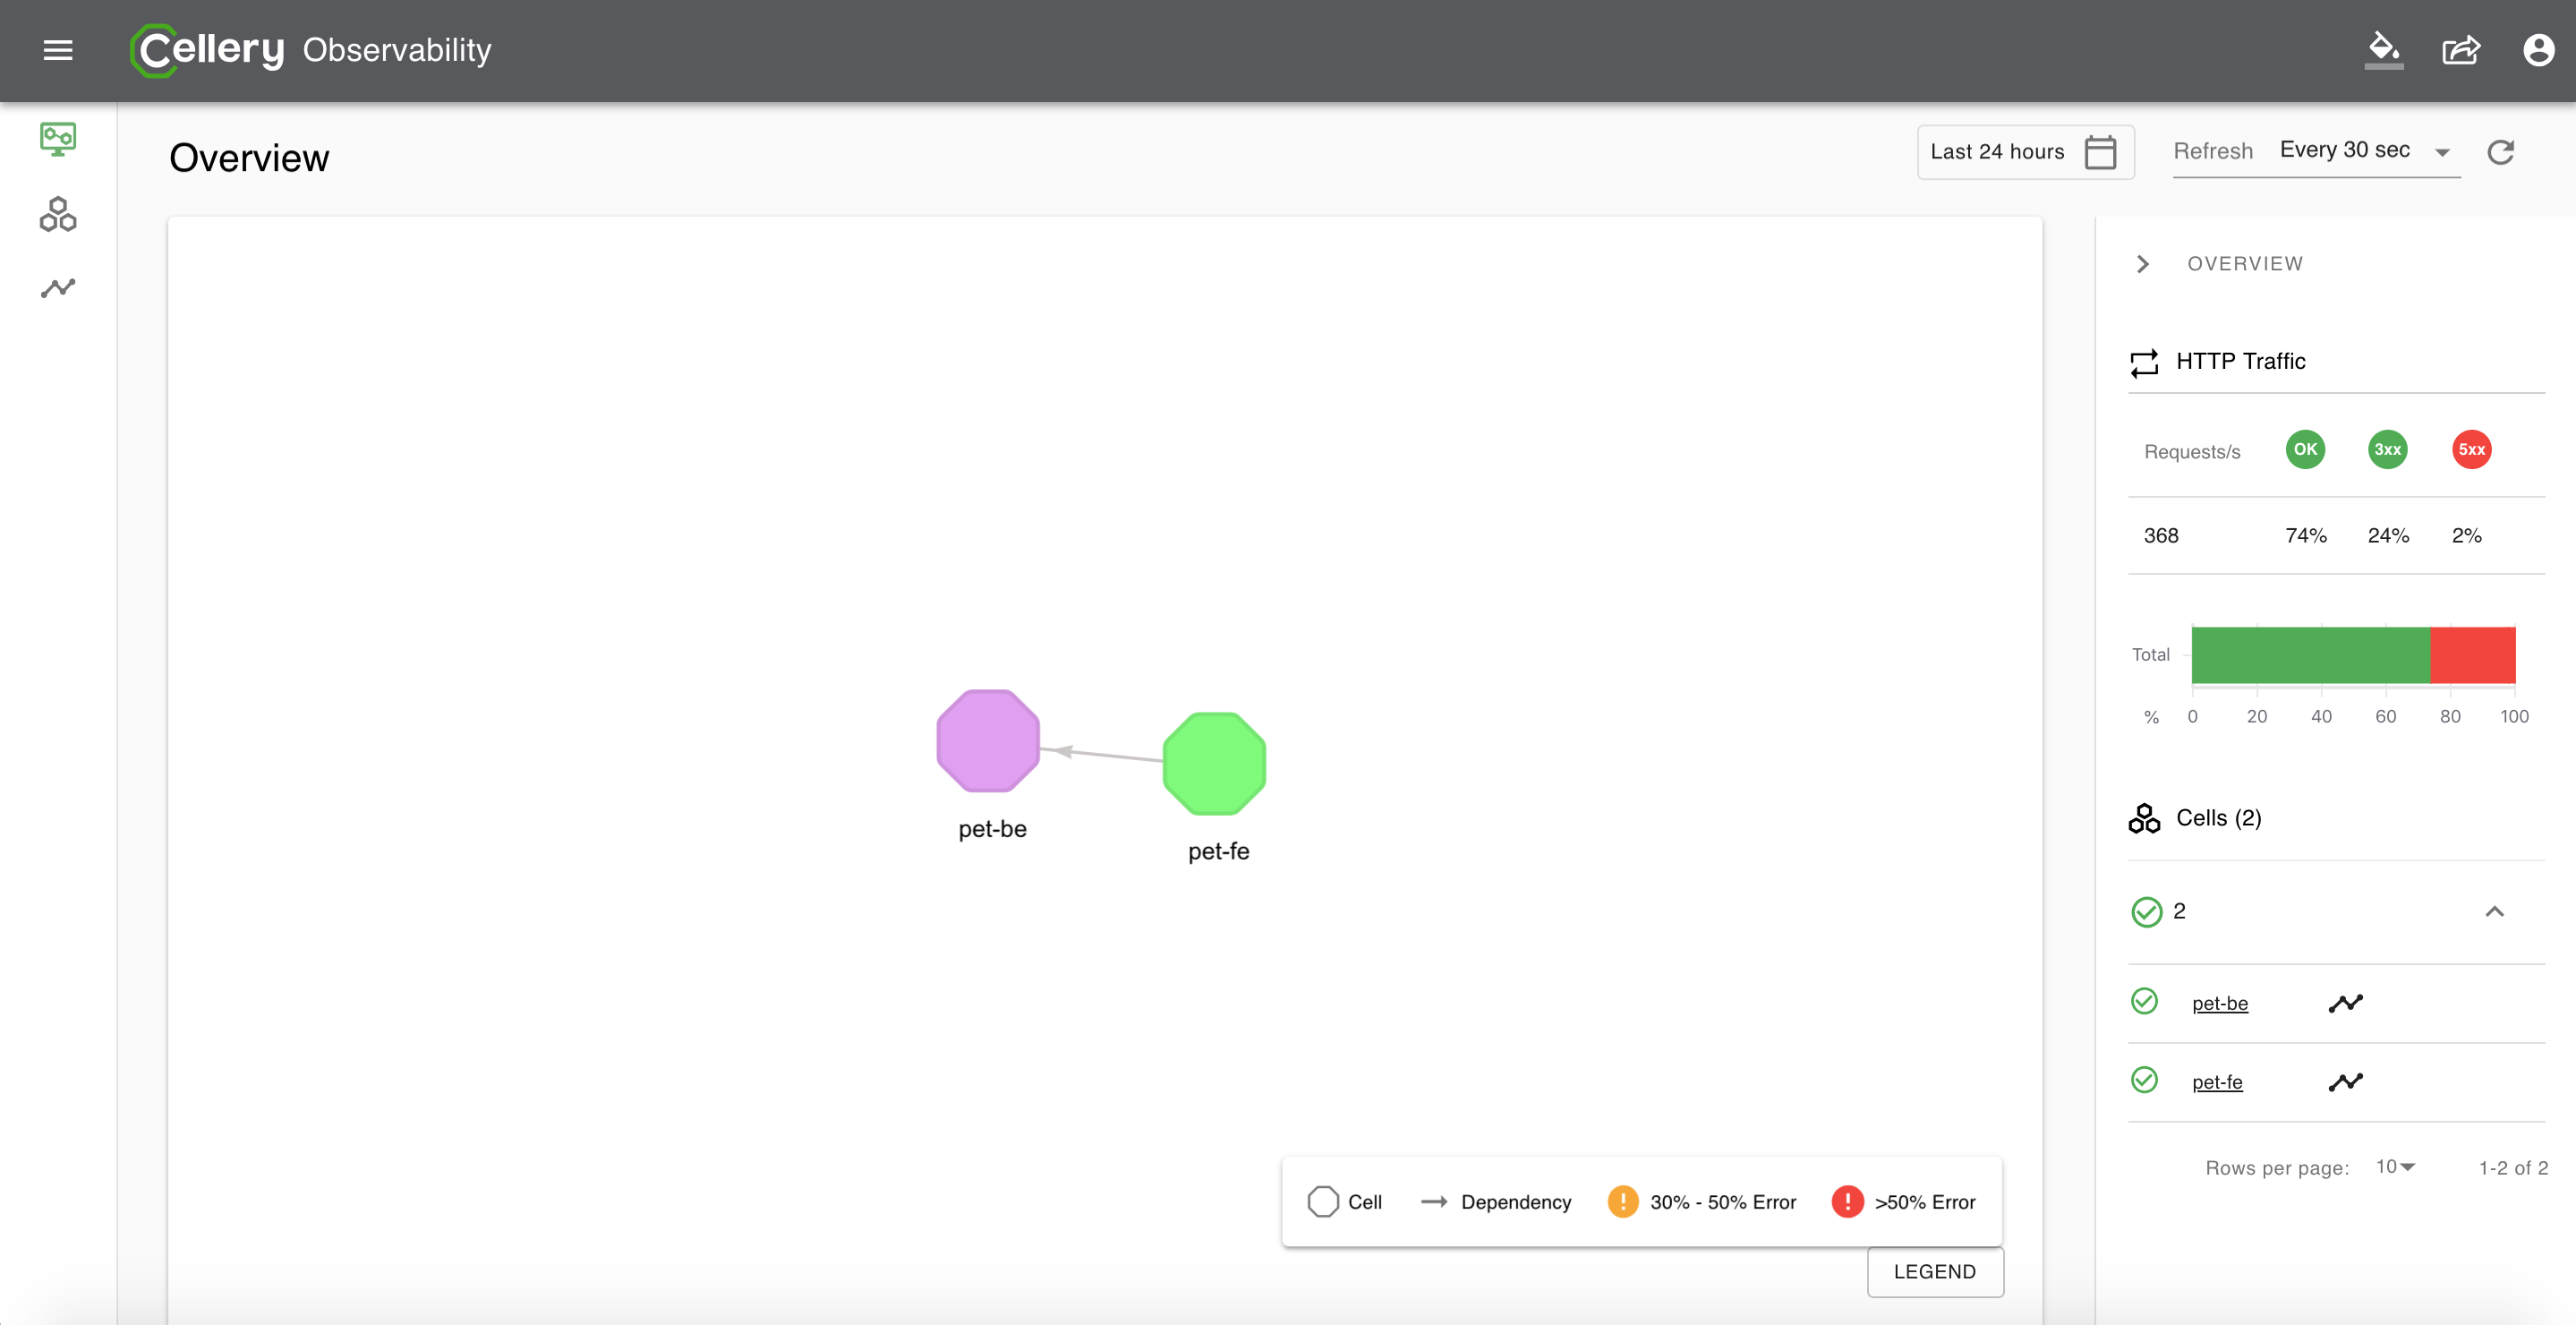 Cellery Observability
Overview
Last 24 hours
Refresh Every 30 sec
OVERVIEW
HTTP Traffic
Requests/s OK 3xx 5xx
368 74% 24% 2%
Total
% 0 20 40 60 80 100
Cells (2)
2
pet-be
pet-fe
Rows per page: 10 1-2 of 2
pet-be
pet-fe
Cell Dependency ! 30% - 50% Error ! >50% Error
LEGEND